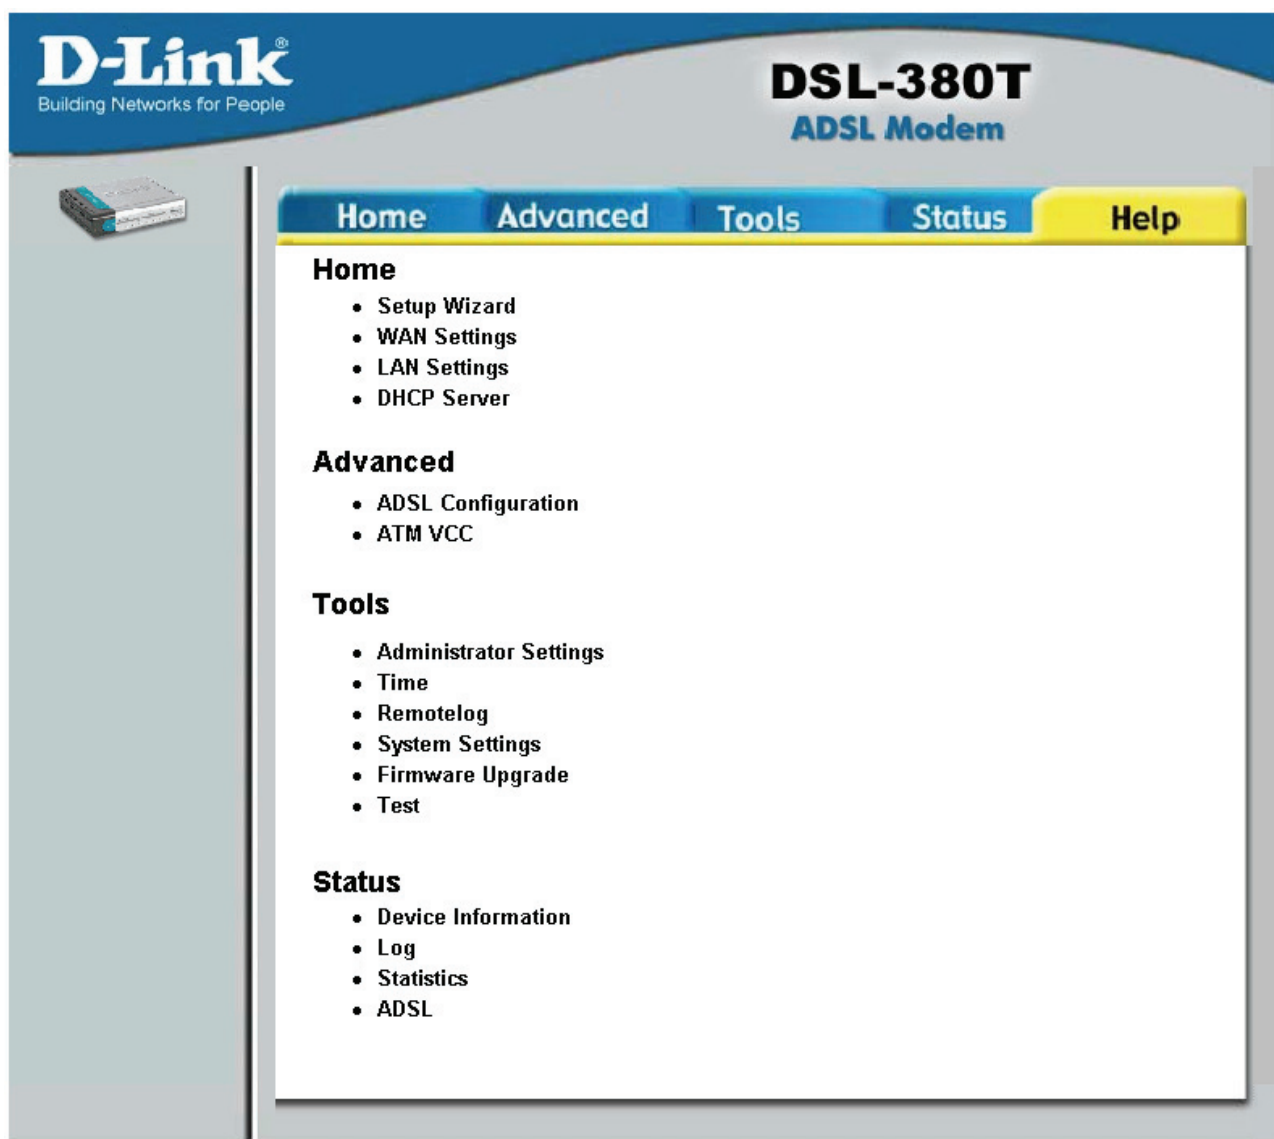 D-Link®
Building Networks for People
DSL-380T
ADSL Modem
Home Advanced Tools Status Help
Home
• Setup Wizard
• WAN Settings
• LAN Settings
• DHCP Server
Advanced
• ADSL Configuration
• ATM VCC
Tools
• Administrator Settings
• Time
• Remotelog
• System Settings
• Firmware Upgrade
• Test
Status
• Device Information
• Log
• Statistics
• ADSL